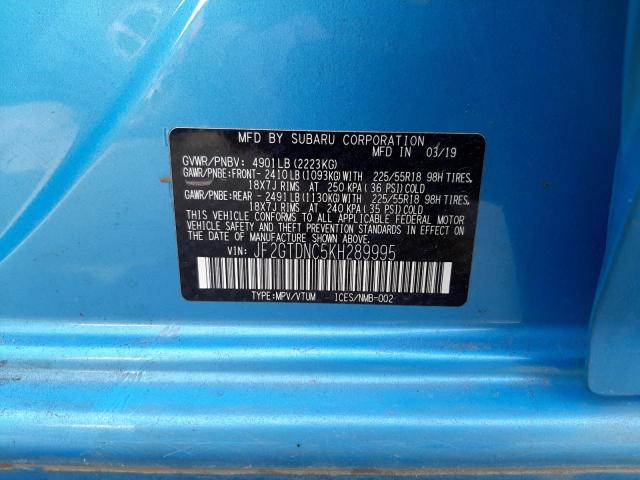 MFD BY SUBARU CORPORATION 03/19
GVWR/PNBV: 4901LB(2223KG)
GAWR/PNBE:FRONT- 2410LB(1093KG)WITH 225/55R18 98H TIRES,
18X7J RIMS AT 250 KPA(36 PSI)COLD
GAWR/PNBE:REAR - 2491LB(1130KG)WITH 225/55R18 98H TIRES,
18X7J RIMS AT 240 KPA(35 PSI)COLD
THIS VEHICLE CONFORMS TO ALL APPLICABLE FEDERAL MOTOR
VEHICLE SAFETY AND THEFT PREVENTION STANDARDS IN EFFECT
ON THE DATE OF MANUFACTURE SHOWN ABOVE.
VIN: JF2GTDNC5KH289995
TYPE:MPV/VTUM ICES/NMB-002